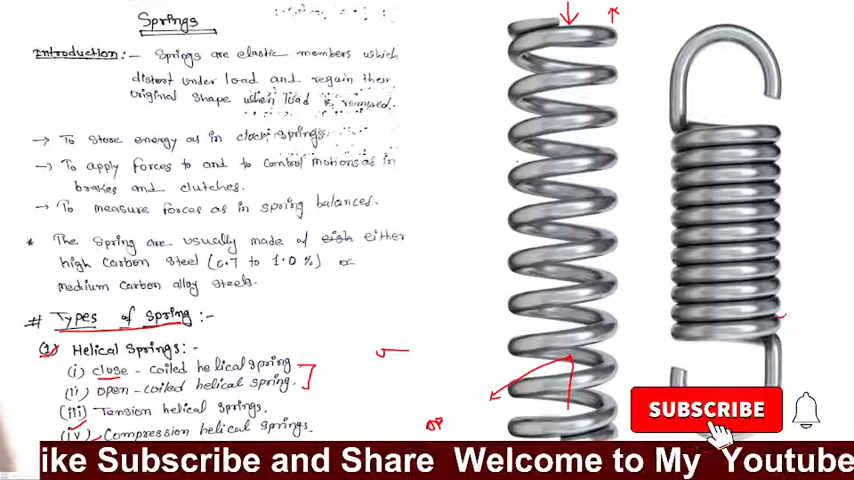 Springs
Introduction:- Springs are elastic members which
distort under load and regain their
original shape when load is removed.
→ To store energy as in clock springs.
→ To apply forces to and to control motions as in
brakes and clutches.
→ To measure forces as in spring balances.
* The spring are usually made of either
high carbon steel (0.7 to 1.0%) or
medium carbon alloy steels.
# Types of spring :-
(1) Helical Springs:-
(i) close - coiled helical spring
(ii) open - coiled helical spring.
(iii) Tension helical springs.
(iv) Compression helical springs.
OP
SUBSCRIBE
ike Subscribe and Share Welcome to My Youtube